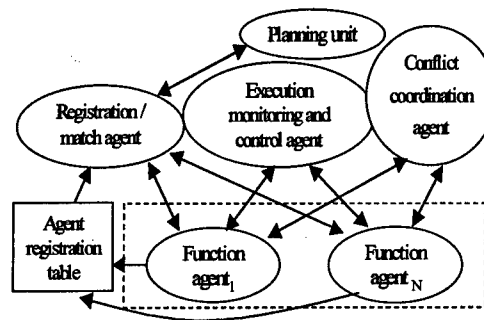 Planning unit
Conflict
coordination
agent
Execution
monitoring and
control agent
Registration /
match agent
Agent
registration
table
Function
agent1
Function
agent N